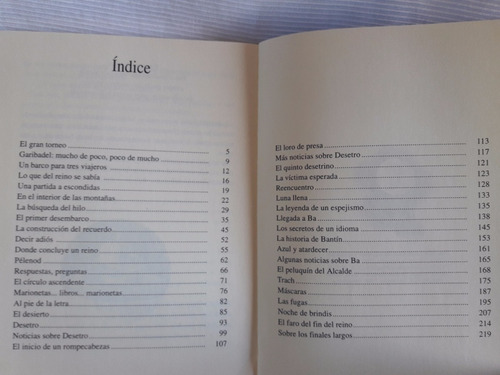 Índice
El gran torneo 5
Garibadel: mucho de poco, poco de mucho 9
Un barco para tres viajeros 12
Lo que del reino se sabía 16
Una partida a escondidas 19
En el interior de las montañas 22
La búsqueda del hilo 29
El primer desembarco 35
La construcción del recuerdo 45
Decir adiós 52
Donde concluye un reino 55
Pélesod 62
Respuestas, preguntas 66
El círculo ascendente 71
Marionetas... libros... marionetas 76
Al pie de la letra 82
El desierto 85
Desetro 93
Noticias sobre Desetro 99
El inicio de un rompecabezas 107
El loro de presa 113
Más noticias sobre Desetro 117
El quinto desetrino 121
La víctima esperada 123
Reencuentro 128
Luna llena 133
La leyenda de un espejismo 135
Llegada a Ba 138
Los secretos de un idioma 145
La historia de Bantín 153
Azul y atardecer 161
Algunas noticias sobre Ba 165
El peluquín del Alcalde 168
Trach 175
Máscaras 187
Las fugas 195
Noche de brindis 207
El faro del fin del reino 214
Sobre los finales largos 219